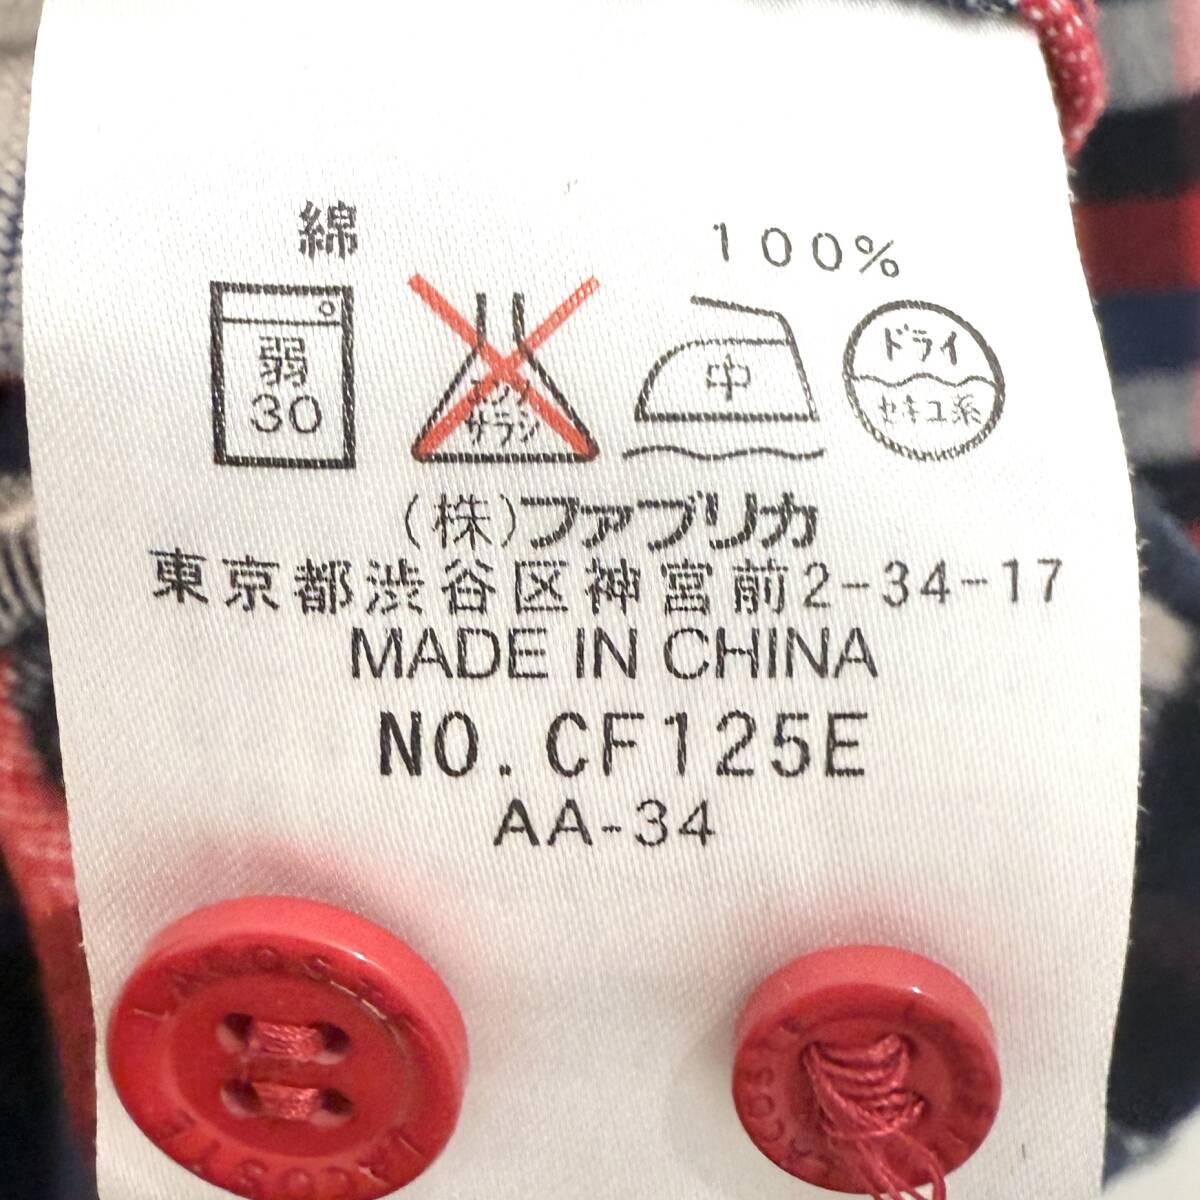 綿 100%
弱 30
エンソ サラシ
中
ドライ
セキユ系
(株)ファブリカ
東京都渋谷区神宮前2-34-17
MADE IN CHINA
NO. CF125E
AA-34
LACOSTE
LACOSTE